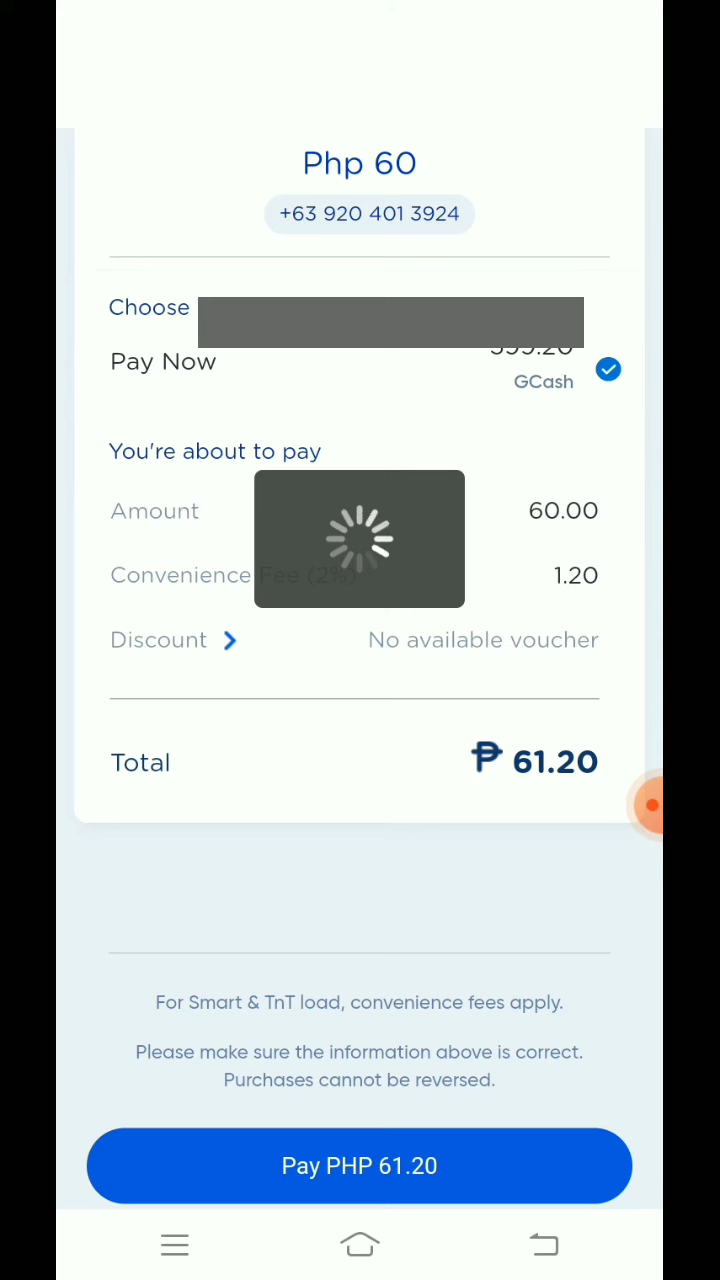 Php 60
+63 920 401 3924
Choose
Pay Now
GCash
You're about to pay
Amount 60.00
Convenience Fee (2%) 1.20
Discount No available voucher
Total ₱ 61.20
For Smart & TnT load, convenience fees apply.
Please make sure the information above is correct.
Purchases cannot be reversed.
Pay PHP 61.20